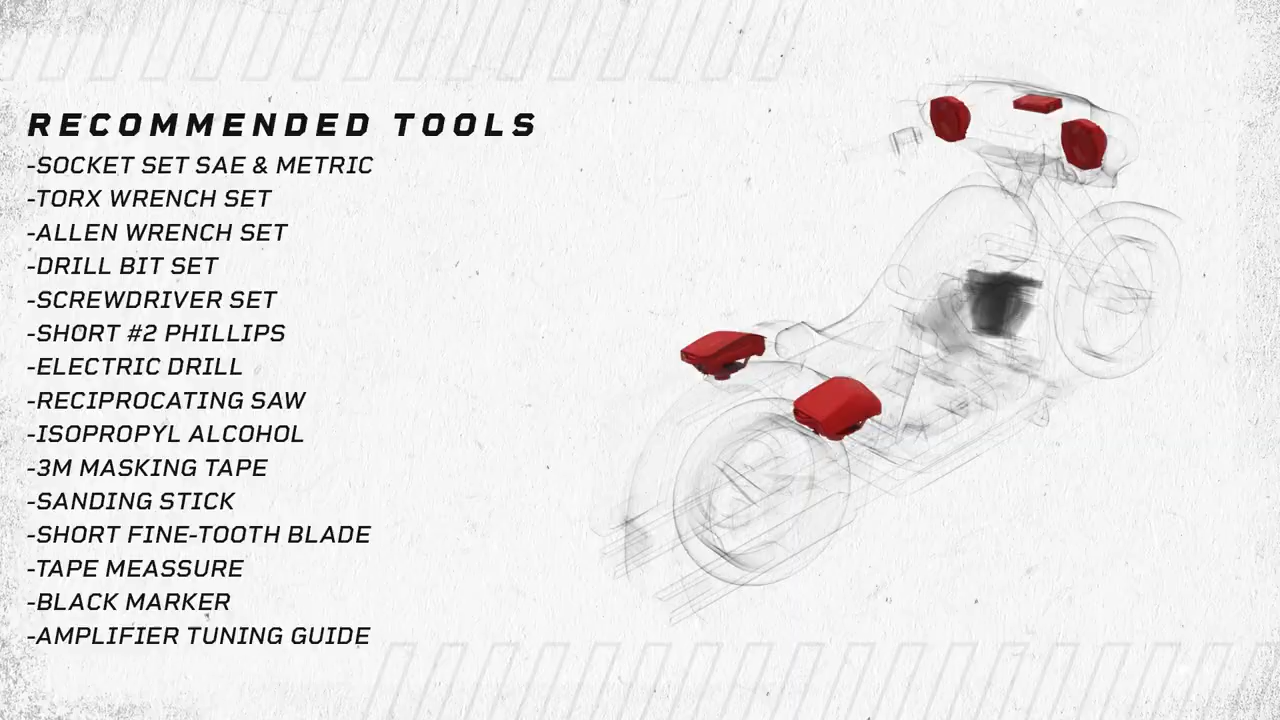 RECOMMENDED TOOLS
-SOCKET SET SAE & METRIC
-TORX WRENCH SET
-ALLEN WRENCH SET
-DRILL BIT SET
-SCREWDRIVER SET
-SHORT #2 PHILLIPS
-ELECTRIC DRILL
-RECIPROCATING SAW
-ISOPROPYL ALCOHOL
-3M MASKING TAPE
-SANDING STICK
-SHORT FINE-TOOTH BLADE
-TAPE MEASSURE
-BLACK MARKER
-AMPLIFIER TUNING GUIDE